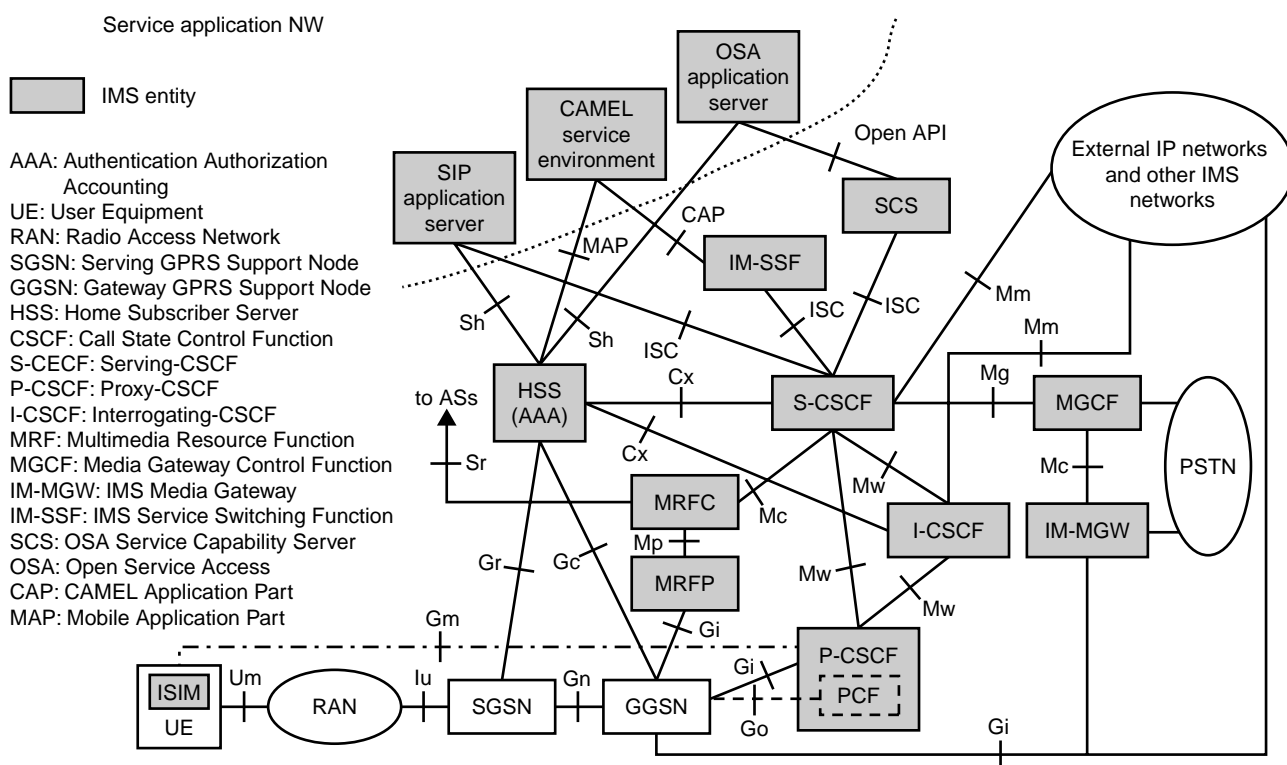 Service application NW
IMS entity
AAA: Authentication Authorization
Accounting
UE: User Equipment
RAN: Radio Access Network
SGSN: Serving GPRS Support Node
GGSN: Gateway GPRS Support Node
HSS: Home Subscriber Server
CSCF: Call State Control Function
S-CECF: Serving-CSCF
P-CSCF: Proxy-CSCF
I-CSCF: Interrogating-CSCF
MRF: Multimedia Resource Function
MGCF: Media Gateway Control Function
IM-MGW: IMS Media Gateway
IM-SSF: IMS Service Switching Function
SCS: OSA Service Capability Server
OSA: Open Service Access
CAP: CAMEL Application Part
MAP: Mobile Application Part
OSA
application
server
CAMEL
service
environment
SIP
application
server
Open API
External IP networks
and other IMS
networks
SCS
CAP
MAP
IM-SSF
Sh
Sh
ISC
ISC
ISC
Mm
Mm
to ASs
HSS
(AAA)
Cx
S-CSCF
Mg
MGCF
Sr
Cx
Mw
Mc
PSTN
MRFC
Mc
I-CSCF
IM-MGW
Mp
Gr
Gc
MRFP
Mw
Mw
Gm
Gi
P-CSCF
Gi
PCF
ISIM
UE
Um
RAN
Iu
SGSN
Gn
GGSN
Go
Gi